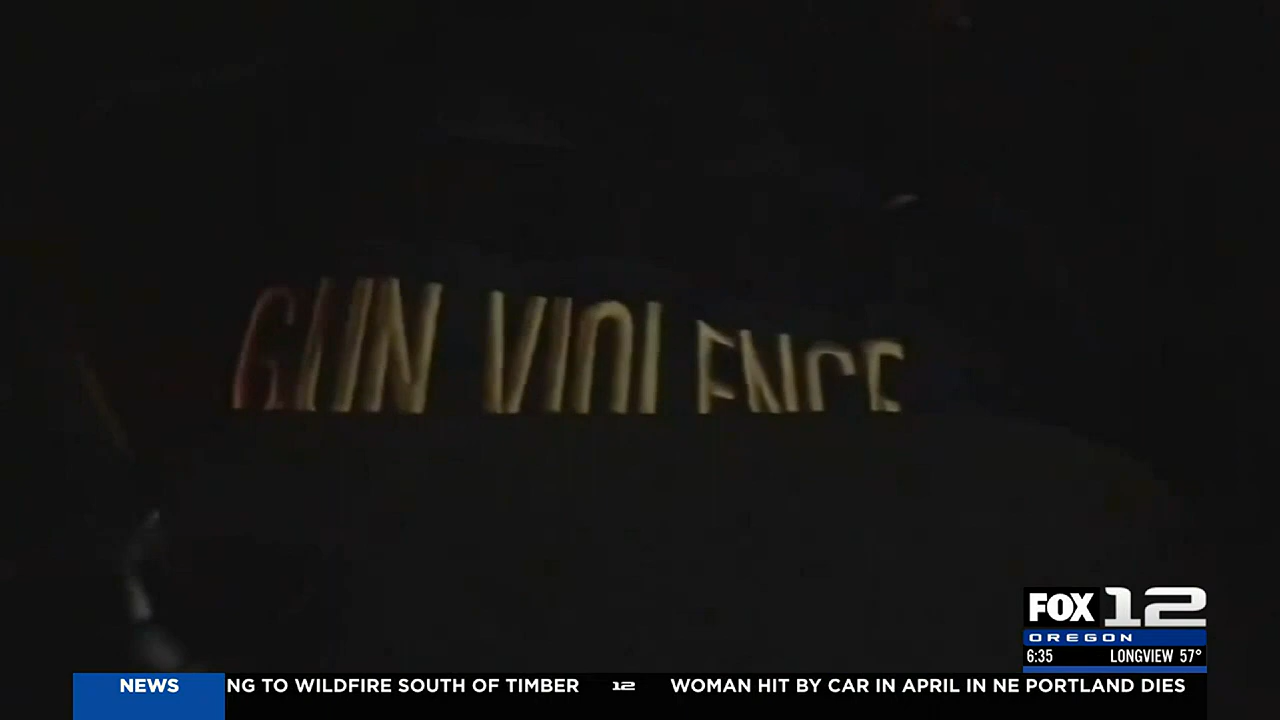 GUN VIOLENCE
FOX 12
OREGON
6:35 LONGVIEW 57°
NEWS NG TO WILDFIRE SOUTH OF TIMBER 12 WOMAN HIT BY CAR IN APRIL IN NE PORTLAND DIES